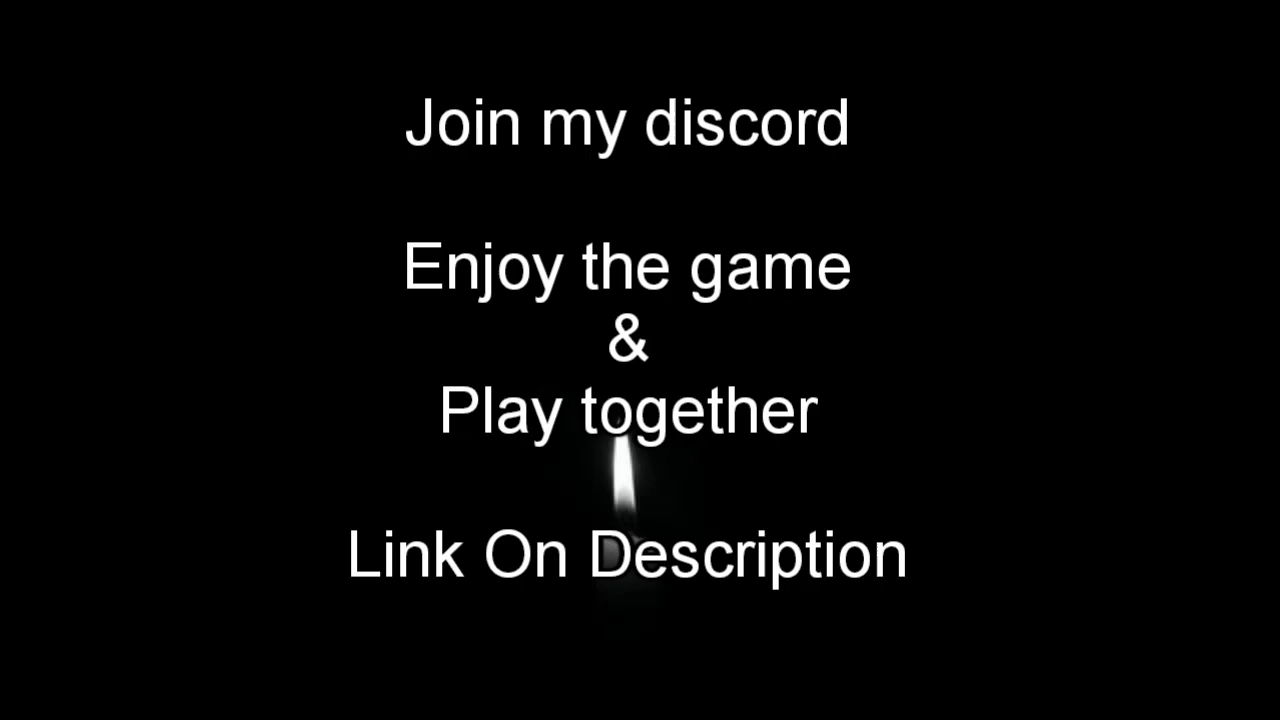 Join my discord
Enjoy the game
&
Play together
Link On Description